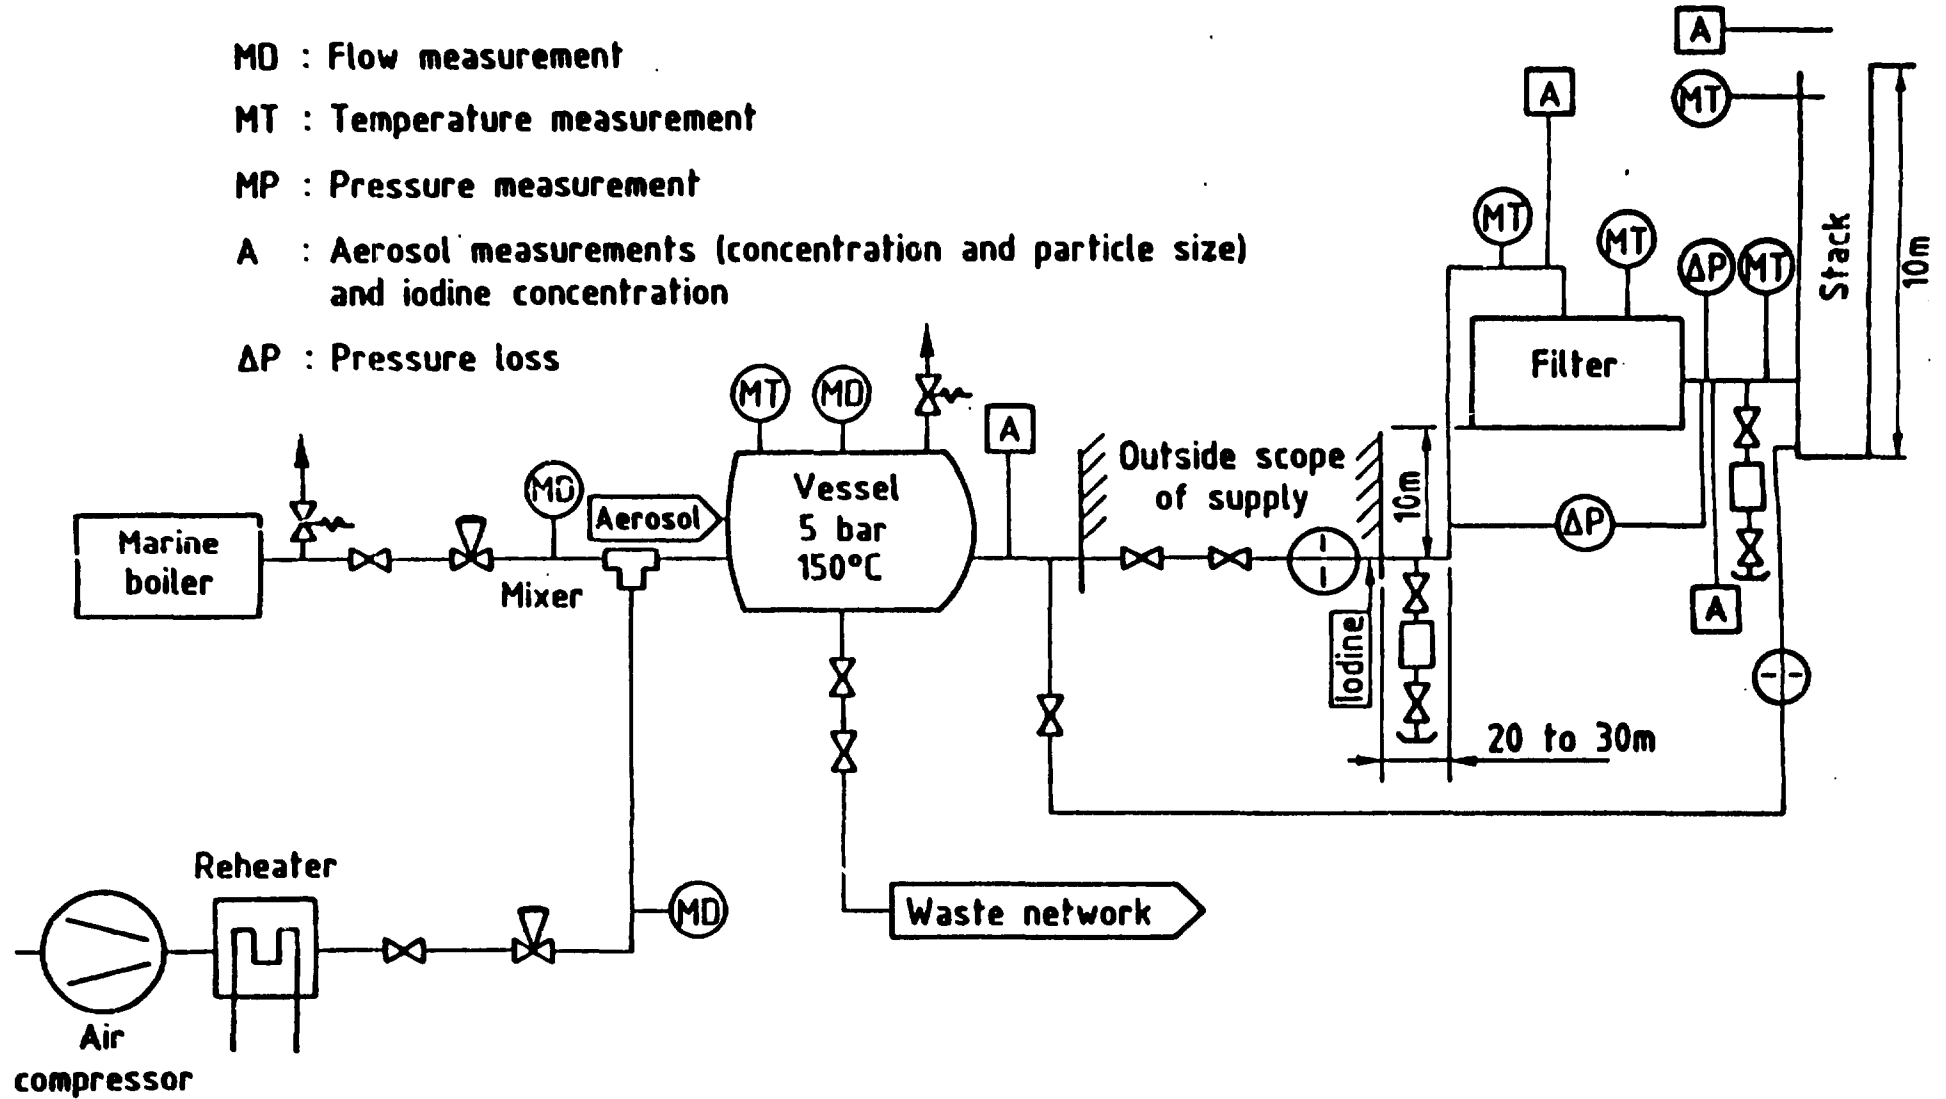 MD : Flow measurement
MT : Temperature measurement
MP : Pressure measurement
A : Aerosol measurements (concentration and particle size)
and iodine concentration
ΔP : Pressure loss
A
MT
A
MT
MT
ΔP
MT
Stack
10m
Filter
MT
MD
A
Outside scope
of supply
10m
ΔP
MD
Aerosol
Vessel
5 bar
150°C
Marine
boiler
Mixer
Iodine
A
20 to 30m
Reheater
MD
Waste network
Air
compressor